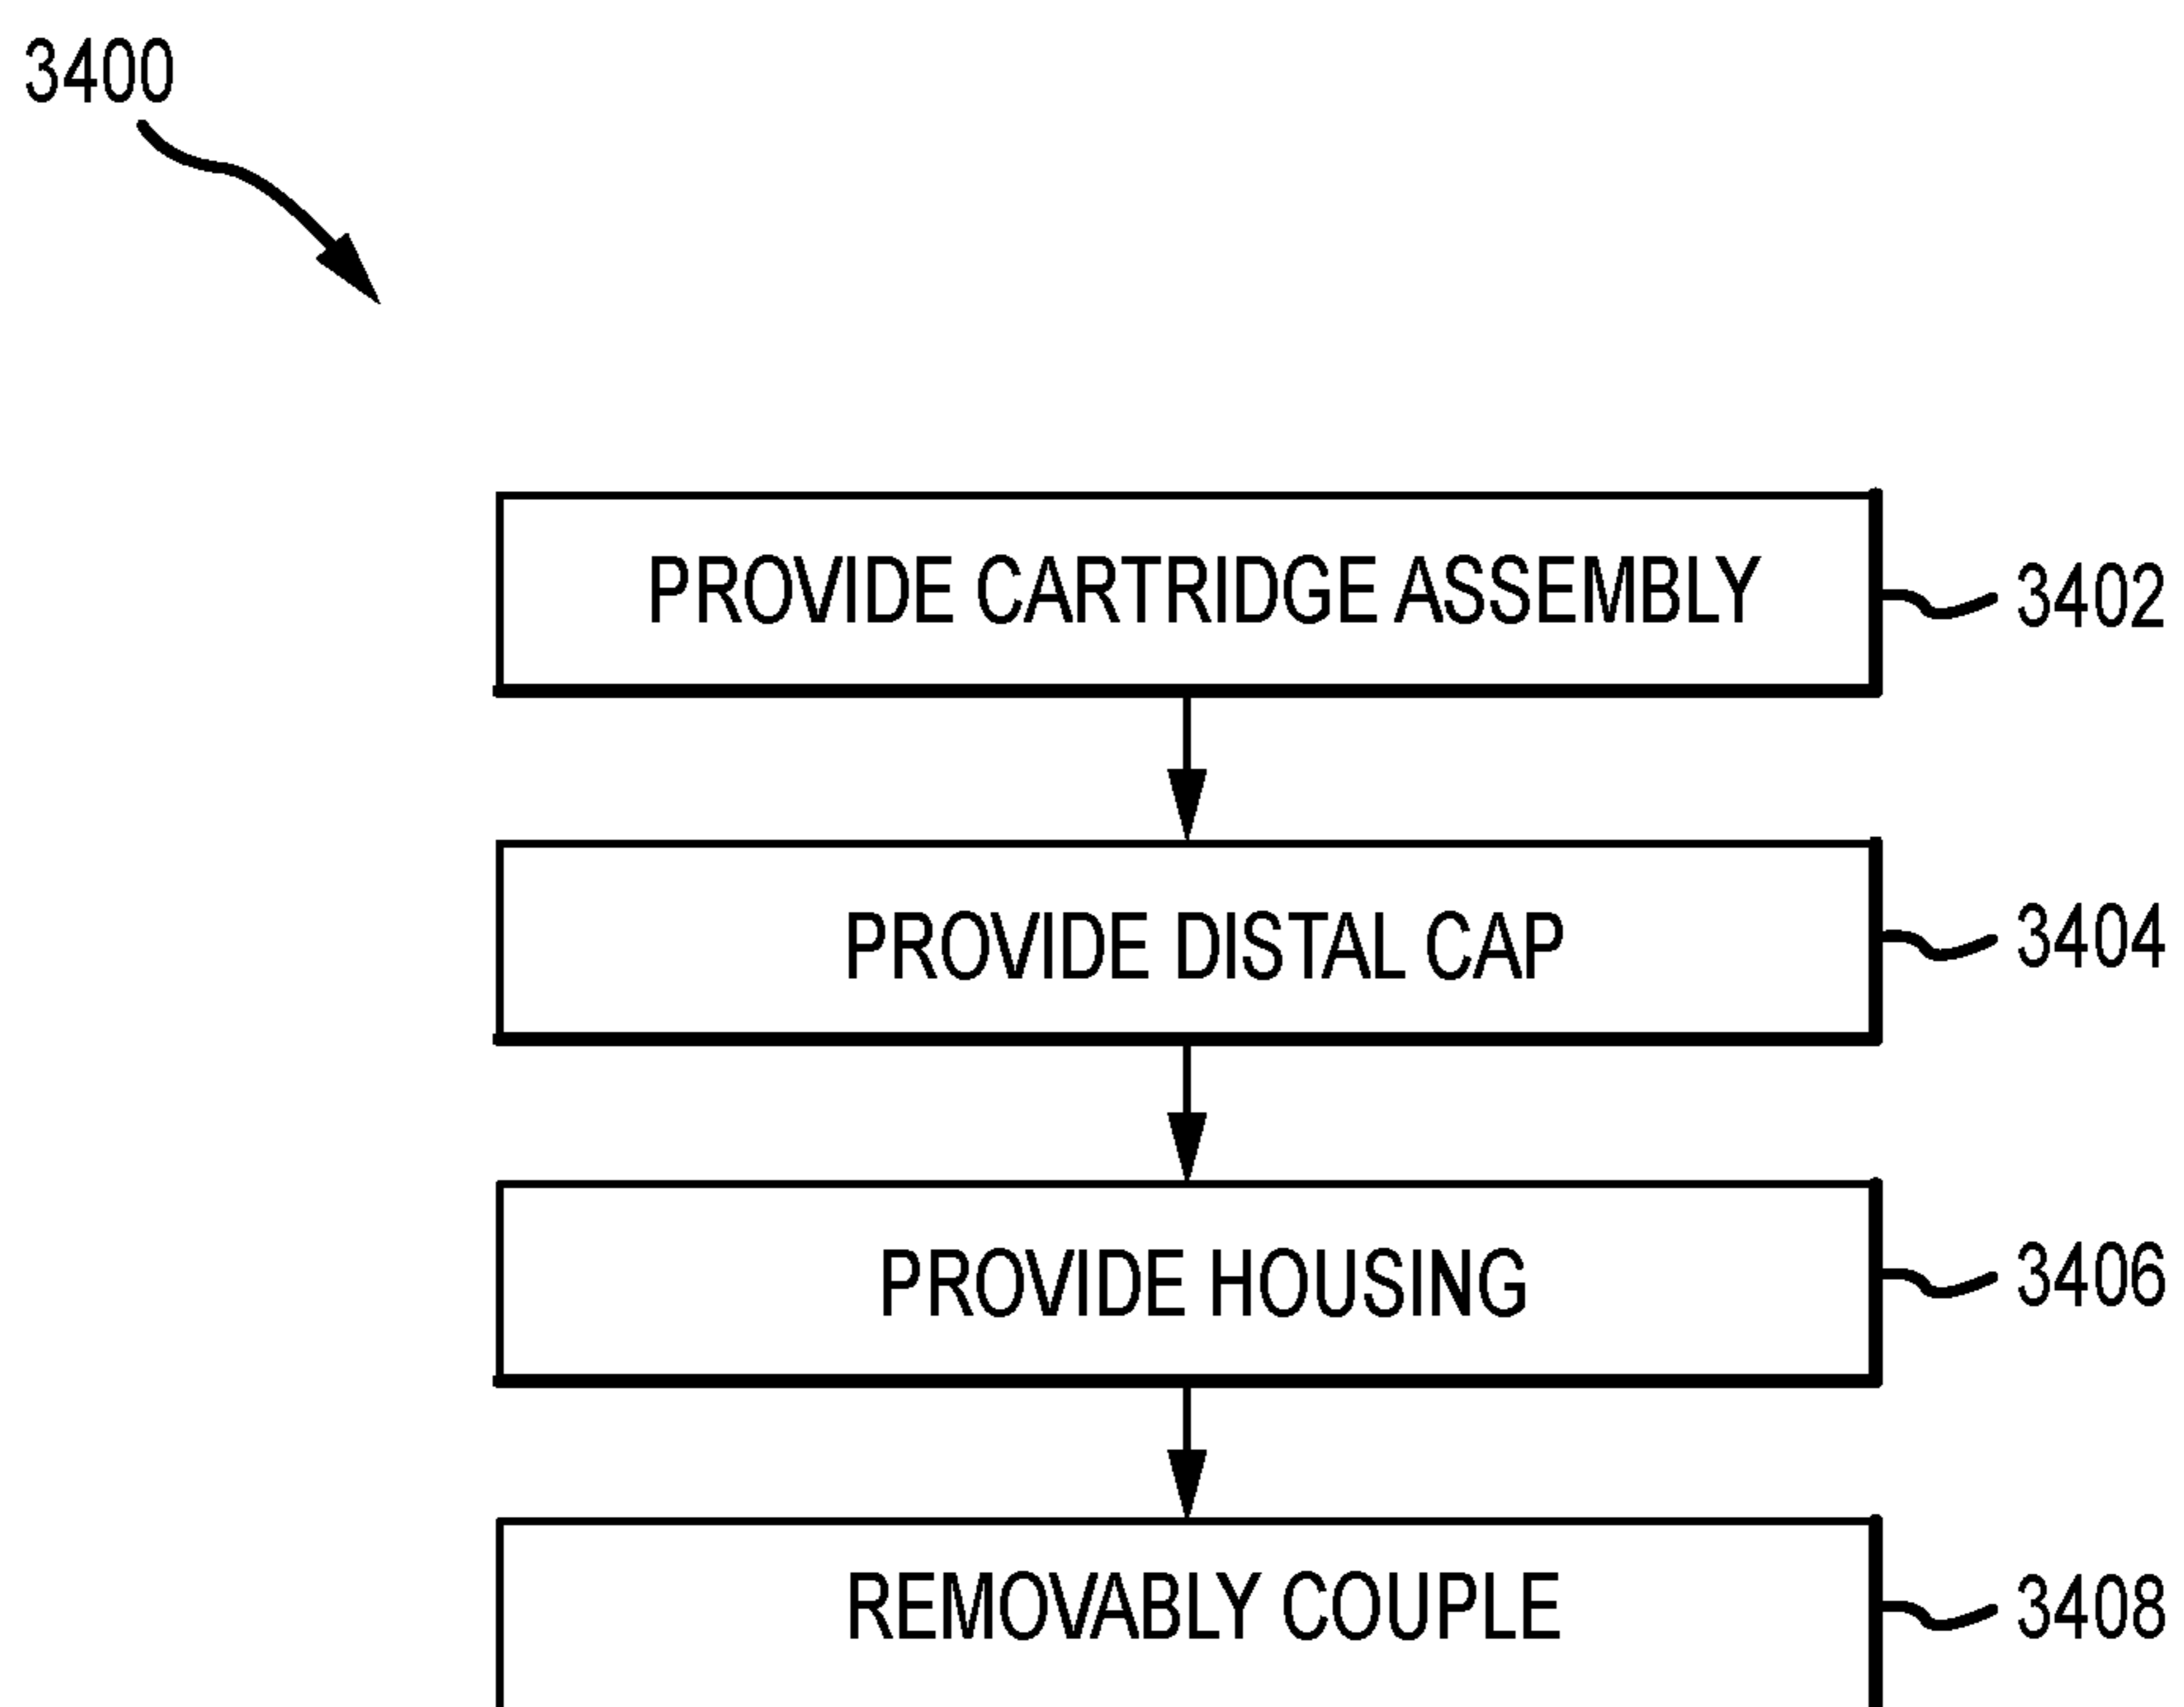 3400
PROVIDE CARTRIDGE ASSEMBLY
3402
PROVIDE DISTAL CAP
3404
PROVIDE HOUSING
3406
REMOVABLY COUPLE
3408